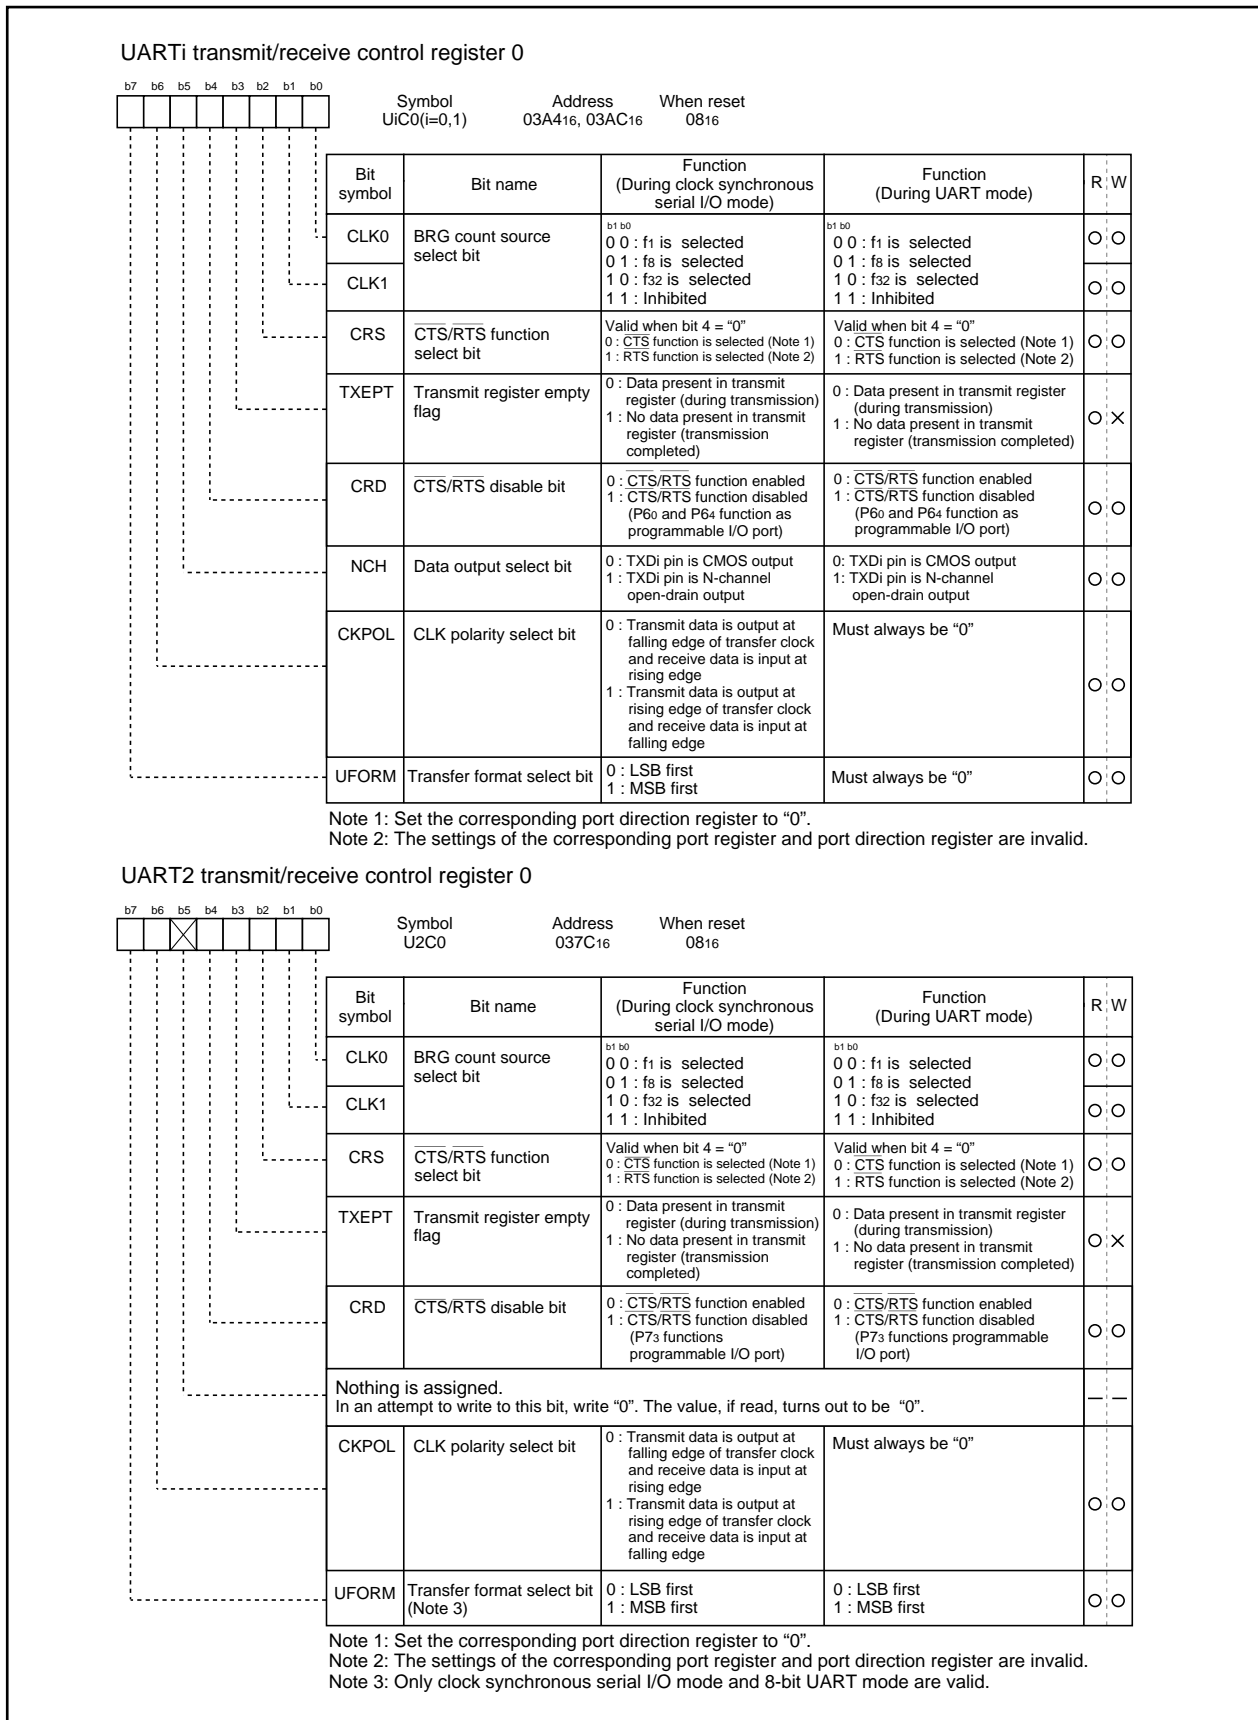 UARTi transmit/receive control register 0
b7 b6 b5 b4 b3 b2 b1 b0
Symbol Address When reset
UiC0(i=0,1) 03A416, 03AC16 0816
Bit symbol Bit name Function (During clock synchronous serial I/O mode) Function (During UART mode) R W
CLK0 BRG count source select bit
CLK1
b1 b0
0 0 : f1 is selected
0 1 : f8 is selected
1 0 : f32 is selected
1 1 : Inhibited
b1 b0
0 0 : f1 is selected
0 1 : f8 is selected
1 0 : f32 is selected
1 1 : Inhibited
CRS CTS/RTS function select bit
Valid when bit 4 = “0”
0 : CTS function is selected (Note 1)
1 : RTS function is selected (Note 2)
Valid when bit 4 = “0”
0 : CTS function is selected (Note 1)
1 : RTS function is selected (Note 2)
TXEPT Transmit register empty flag
0 : Data present in transmit
register (during transmission)
1 : No data present in transmit
register (transmission
completed)
0 : Data present in transmit register
(during transmission)
1 : No data present in transmit
register (transmission completed)
CRD CTS/RTS disable bit
0 : CTS/RTS function enabled
1 : CTS/RTS function disabled
(P60 and P64 function as
programmable I/O port)
0 : CTS/RTS function enabled
1 : CTS/RTS function disabled
(P60 and P64 function as
programmable I/O port)
NCH Data output select bit
0 : TXDi pin is CMOS output
1 : TXDi pin is N-channel
open-drain output
0: TXDi pin is CMOS output
1: TXDi pin is N-channel
open-drain output
CKPOL CLK polarity select bit
0 : Transmit data is output at
falling edge of transfer clock
and receive data is input at
rising edge
1 : Transmit data is output at
rising edge of transfer clock
and receive data is input at
falling edge
Must always be “0”
UFORM Transfer format select bit
0 : LSB first
1 : MSB first
Must always be “0”
Note 1: Set the corresponding port direction register to “0”.
Note 2: The settings of the corresponding port register and port direction register are invalid.
UART2 transmit/receive control register 0
b7 b6 b5 b4 b3 b2 b1 b0
Symbol Address When reset
U2C0 037C16 0816
Bit symbol Bit name Function (During clock synchronous serial I/O mode) Function (During UART mode) R W
CLK0 BRG count source select bit
CLK1
b1 b0
0 0 : f1 is selected
0 1 : f8 is selected
1 0 : f32 is selected
1 1 : Inhibited
b1 b0
0 0 : f1 is selected
0 1 : f8 is selected
1 0 : f32 is selected
1 1 : Inhibited
CRS CTS/RTS function select bit
Valid when bit 4 = “0”
0 : CTS function is selected (Note 1)
1 : RTS function is selected (Note 2)
Valid when bit 4 = “0”
0 : CTS function is selected (Note 1)
1 : RTS function is selected (Note 2)
TXEPT Transmit register empty flag
0 : Data present in transmit
register (during transmission)
1 : No data present in transmit
register (transmission
completed)
0 : Data present in transmit register
(during transmission)
1 : No data present in transmit
register (transmission completed)
CRD CTS/RTS disable bit
0 : CTS/RTS function enabled
1 : CTS/RTS function disabled
(P73 functions
programmable I/O port)
0 : CTS/RTS function enabled
1 : CTS/RTS function disabled
(P73 functions programmable
I/O port)
Nothing is assigned.
In an attempt to write to this bit, write “0”. The value, if read, turns out to be “0”.
CKPOL CLK polarity select bit
0 : Transmit data is output at
falling edge of transfer clock
and receive data is input at
rising edge
1 : Transmit data is output at
rising edge of transfer clock
and receive data is input at
falling edge
Must always be “0”
UFORM Transfer format select bit (Note 3)
0 : LSB first
1 : MSB first
0 : LSB first
1 : MSB first
Note 1: Set the corresponding port direction register to “0”.
Note 2: The settings of the corresponding port register and port direction register are invalid.
Note 3: Only clock synchronous serial I/O mode and 8-bit UART mode are valid.